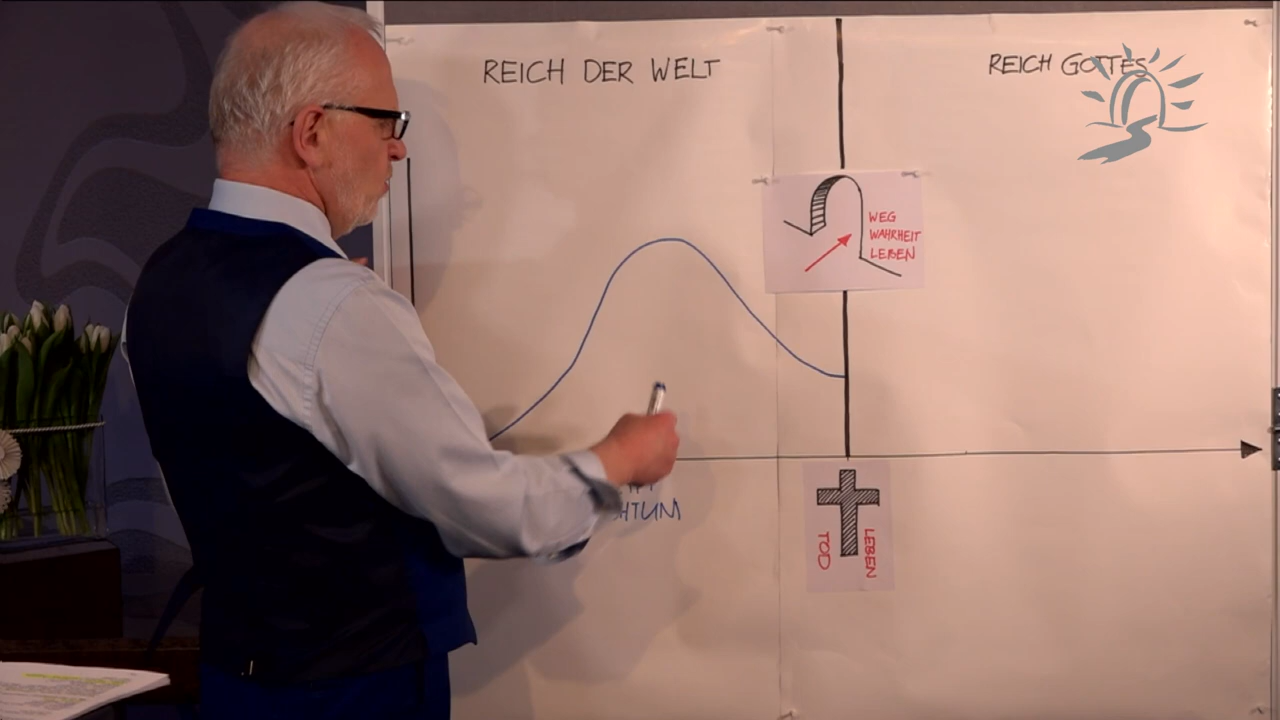 REICH DER WELT
REICH GOTTES
WEG
WAHRHEIT
LEBEN
TOD
LEBEN